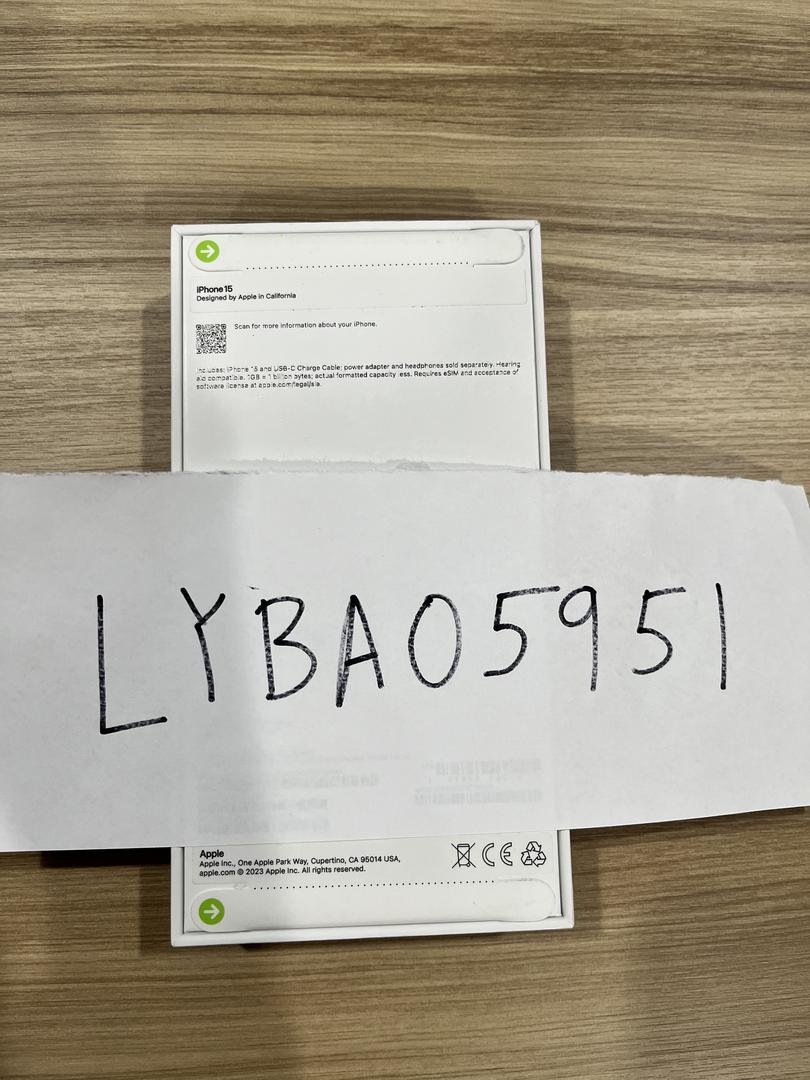 iPhone 15
Designed by Apple in California
Scan for more information about your iPhone.
Includes: iPhone 15 and USB-C Charge Cable; power adapter and headphones sold separately. Hearing
aid compatible. 1GB = 1 billion bytes; actual formatted capacity less. Requires eSIM and acceptance of
software license at apple.com/legal/sla.
LYBA05951
Apple
Apple Inc., One Apple Park Way, Cupertino, CA 95014 USA,
apple.com © 2023 Apple Inc. All rights reserved.